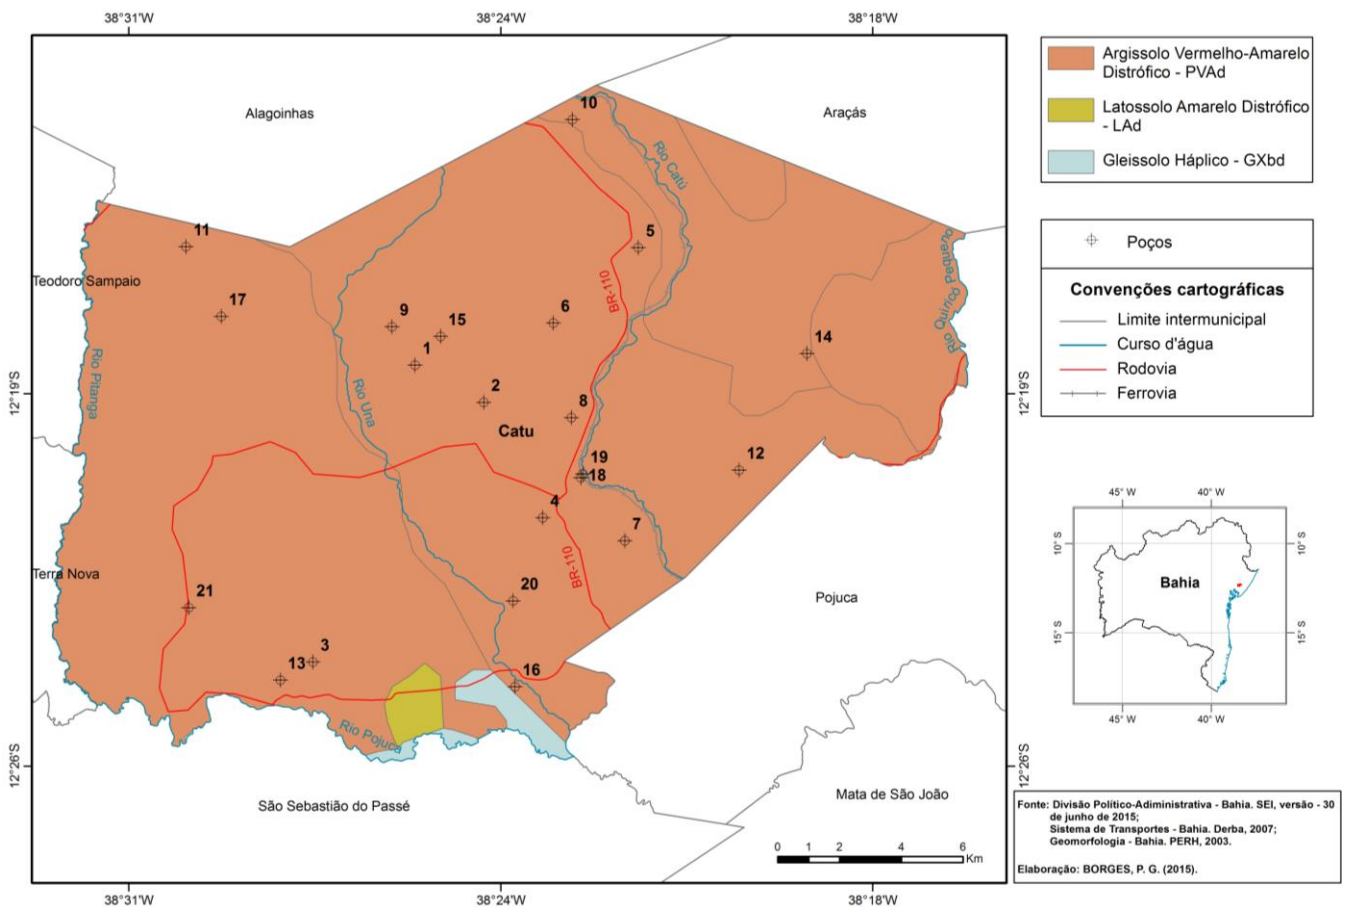 38°31'W
38°24'W
38°18'W
Alagoinhas
Araçás
10
Rio Catú
11
5
Rio Quiricó Pequeno
Teodoro Sampaio
17
BR-110
9
15
6
1
14
Rio Pitanga
12°19'S
12°19'S
Rio Una
2
8
Catu
19
18
12
4
7
BR-110
Terra Nova
20
Pojuca
21
3
13
16
Rio Pojuca
12°26'S
12°26'S
São Sebastião do Passé
Mata de São João
0 1 2 4 6
Km
38°31'W
38°24'W
38°18'W
Argissolo Vermelho-Amarelo
Distrófico - PVAd
Latossolo Amarelo Distrófico
- LAd
Gleissolo Háplico - GXbd
Poços
Convenções cartográficas
Limite intermunicipal
Curso d'água
Rodovia
Ferrovia
45° W
40° W
10° S
10° S
Bahia
15° S
15° S
45° W
40° W
Fonte: Divisão Político-Adiministrativa - Bahia. SEI, versão - 30
de junho de 2015;
Sistema de Transportes - Bahia. Derba, 2007;
Geomorfologia - Bahia. PERH, 2003.
Elaboração: BORGES, P. G. (2015).